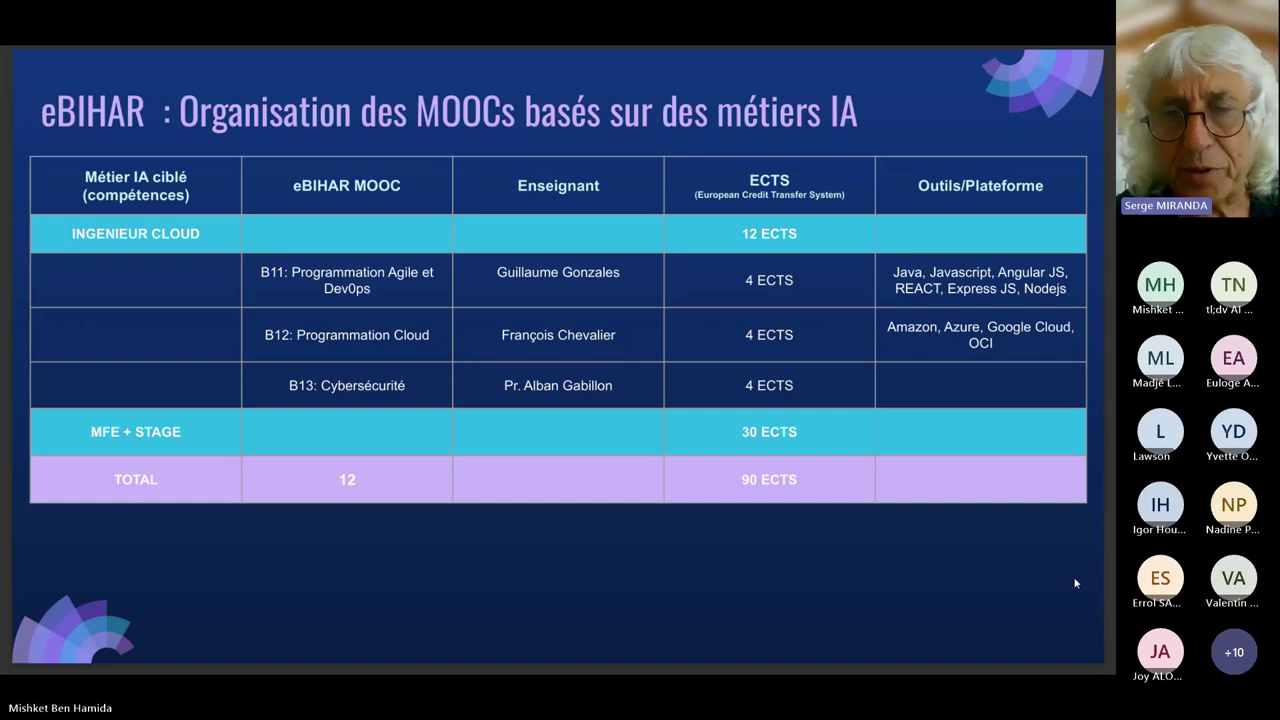 eBIHAR : Organisation des MOOCs basés sur des métiers IA
Métier IA ciblé
(compétences)
eBIHAR MOOC
Enseignant
ECTS
(European Credit Transfer System)
Outils/Plateforme
INGENIEUR CLOUD
12 ECTS
B11: Programmation Agile et
Dev0ps
Guillaume Gonzales
4 ECTS
Java, Javascript, Angular JS,
REACT, Express JS, Nodejs
B12: Programmation Cloud
François Chevalier
4 ECTS
Amazon, Azure, Google Cloud,
OCI
B13: Cybersécurité
Pr. Alban Gabillon
4 ECTS
MFE + STAGE
30 ECTS
TOTAL
12
90 ECTS
Serge MIRANDA
MH
Mishket ...
TN
tl;dv AI ...
ML
Madjé L...
EA
Euloge A...
L
Lawson
YD
Yvette O...
IH
Igor Hou...
NP
Nadine P...
ES
Errol SA...
VA
Valentin ...
JA
Joy ALO...
+10
Mishket Ben Hamida